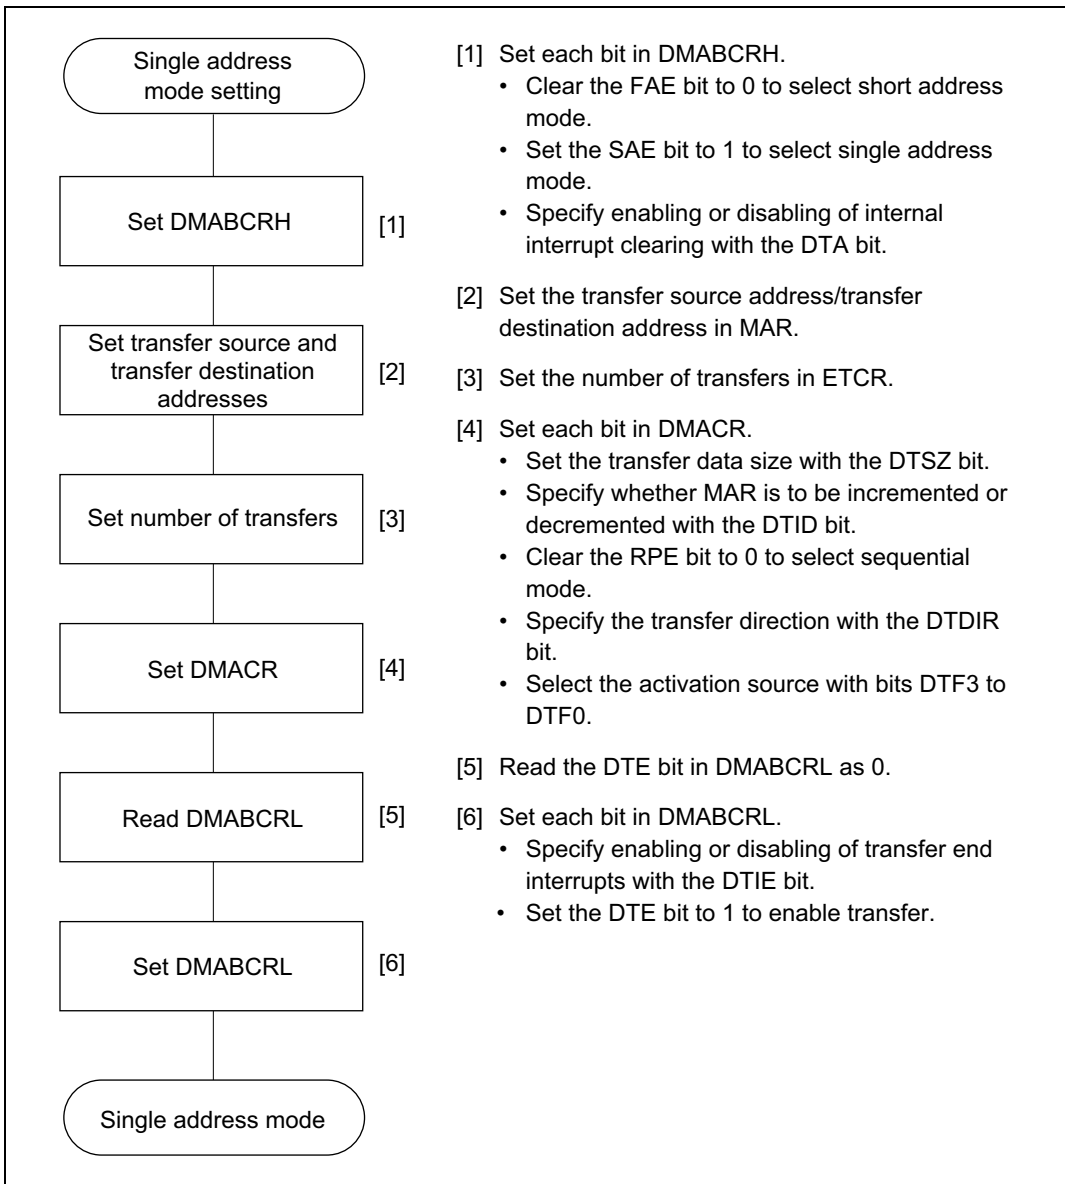 Single address
mode setting
Set DMABCRH
[1]
Set transfer source and
transfer destination
addresses
[2]
Set number of transfers
[3]
Set DMACR
[4]
Read DMABCRL
[5]
Set DMABCRL
[6]
Single address mode
[1] Set each bit in DMABCRH.
• Clear the FAE bit to 0 to select short address
mode.
• Set the SAE bit to 1 to select single address
mode.
• Specify enabling or disabling of internal
interrupt clearing with the DTA bit.
[2] Set the transfer source address/transfer
destination address in MAR.
[3] Set the number of transfers in ETCR.
[4] Set each bit in DMACR.
• Set the transfer data size with the DTSZ bit.
• Specify whether MAR is to be incremented or
decremented with the DTID bit.
• Clear the RPE bit to 0 to select sequential
mode.
• Specify the transfer direction with the DTDIR
bit.
• Select the activation source with bits DTF3 to
DTF0.
[5] Read the DTE bit in DMABCRL as 0.
[6] Set each bit in DMABCRL.
• Specify enabling or disabling of transfer end
interrupts with the DTIE bit.
• Set the DTE bit to 1 to enable transfer.